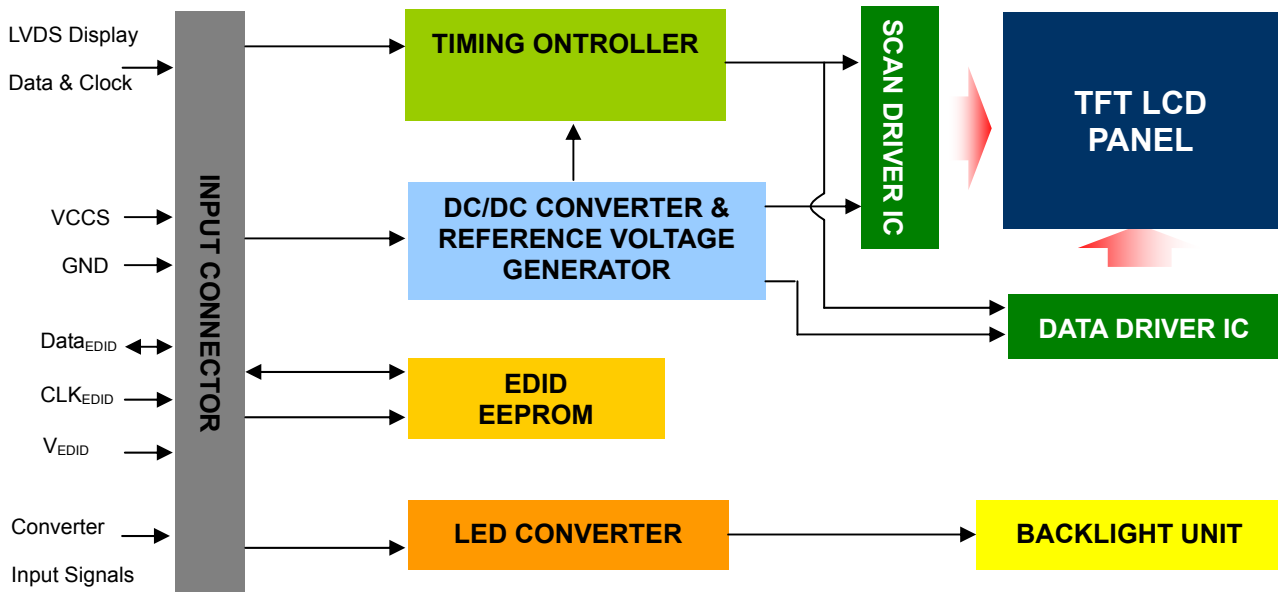 LVDS Display
Data & Clock
VCCS
GND
DataEDID
CLKEDID
VEDID
Converter
Input Signals
INPUT CONNECTOR
TIMING ONTROLLER
DC/DC CONVERTER &
REFERENCE VOLTAGE
GENERATOR
EDID
EEPROM
LED CONVERTER
SCAN DRIVER IC
TFT LCD
PANEL
DATA DRIVER IC
BACKLIGHT UNIT